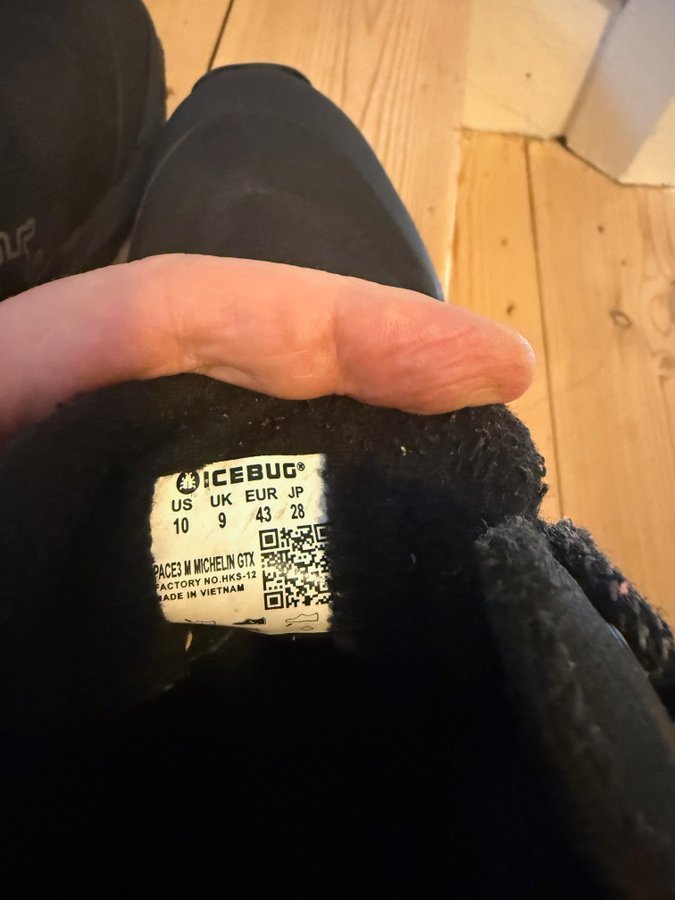 ICEBUG®
US UK EUR JP
10 9 43 28
PACE3 M MICHELIN GTX
FACTORY NO.HKS-12
MADE IN VIETNAM